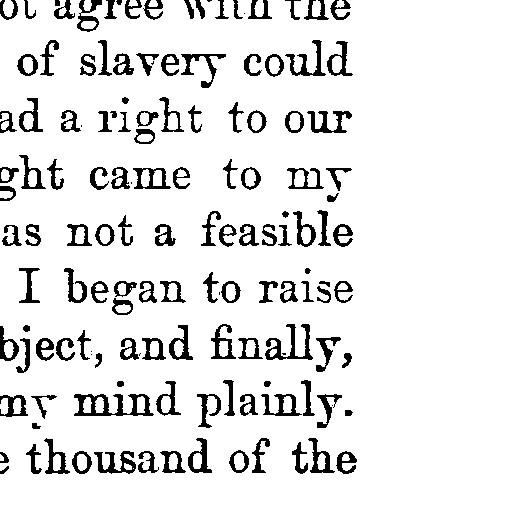 ot agree with the
of slavery could
ad a right to our
ght came to my
as not a feasible
I began to raise
bject, and finally,
my mind plainly.
e thousand of the